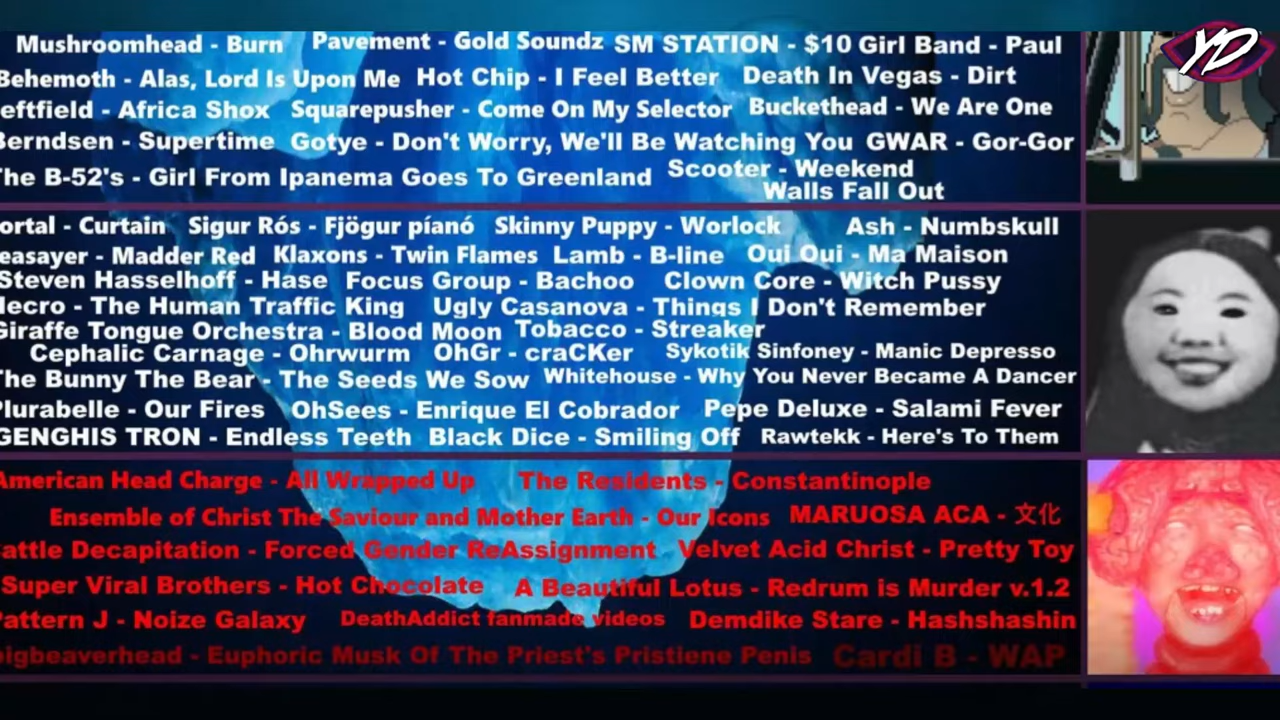 YD
Mushroomhead - Burn Pavement - Gold Soundz SM STATION - $10 Girl Band - Paul
Behemoth - Alas, Lord Is Upon Me Hot Chip - I Feel Better Death In Vegas - Dirt
eftfield - Africa Shox Squarepusher - Come On My Selector Buckethead - We Are One
Berndsen - Supertime Gotye - Don't Worry, We'll Be Watching You GWAR - Gor-Gor
The B-52's - Girl From Ipanema Goes To Greenland Scooter - Weekend
Walls Fall Out
ortal - Curtain Sigur Rós - Fjögur píanó Skinny Puppy - Worlock Ash - Numbskull
easayer - Madder Red Klaxons - Twin Flames Lamb - B-line Oui Oui - Ma Maison
Steven Hasselhoff - Hase Focus Group - Bachoo Clown Core - Witch Pussy
Necro - The Human Traffic King Ugly Casanova - Things I Don't Remember
Giraffe Tongue Orchestra - Blood Moon Tobacco - Streaker
Cephalic Carnage - Ohrwurm OhGr - craCKer Sykotik Sinfoney - Manic Depresso
The Bunny The Bear - The Seeds We Sow Whitehouse - Why You Never Became A Dancer
Plurabelle - Our Fires OhSees - Enrique El Cobrador Pepe Deluxe - Salami Fever
GENGHIS TRON - Endless Teeth Black Dice - Smiling Off Rawtekk - Here's To Them
American Head Charge - All Wrapped Up The Residents - Constantinople
Ensemble of Christ The Saviour and Mother Earth - Our Icons MARUOSA ACA - 文化
attle Decapitation - Forced Gender ReAssignment Velvet Acid Christ - Pretty Toy
Super Viral Brothers - Hot Chocolate A Beautiful Lotus - Redrum is Murder v.1.2
Pattern J - Noize Galaxy DeathAddict fanmade videos Demdike Stare - Hashshashin
bigbeaverhead - Euphoric Musk Of The Priest's Pristiene Penis Cardi B - WAP